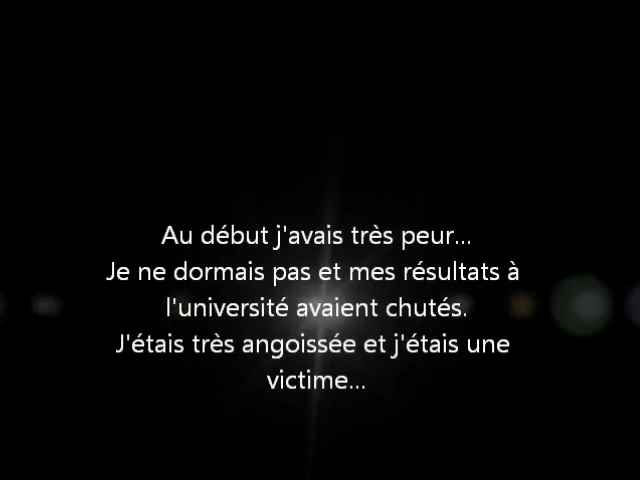 Au début j'avais très peur...
Je ne dormais pas et mes résultats à
l'université avaient chutés.
J'étais très angoissée et j'étais une
victime...